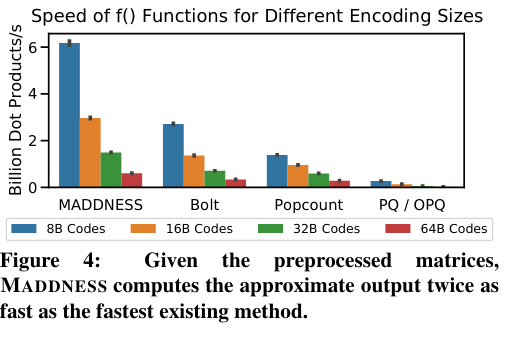 Speed of f() Functions for Different Encoding Sizes
Billion Dot Products/s
6
4
2
0
MADDNESS Bolt Popcount PQ / OPQ
8B Codes 16B Codes 32B Codes 64B Codes
Figure 4: Given the preprocessed matrices,
MADDNESS computes the approximate output twice as
fast as the fastest existing method.